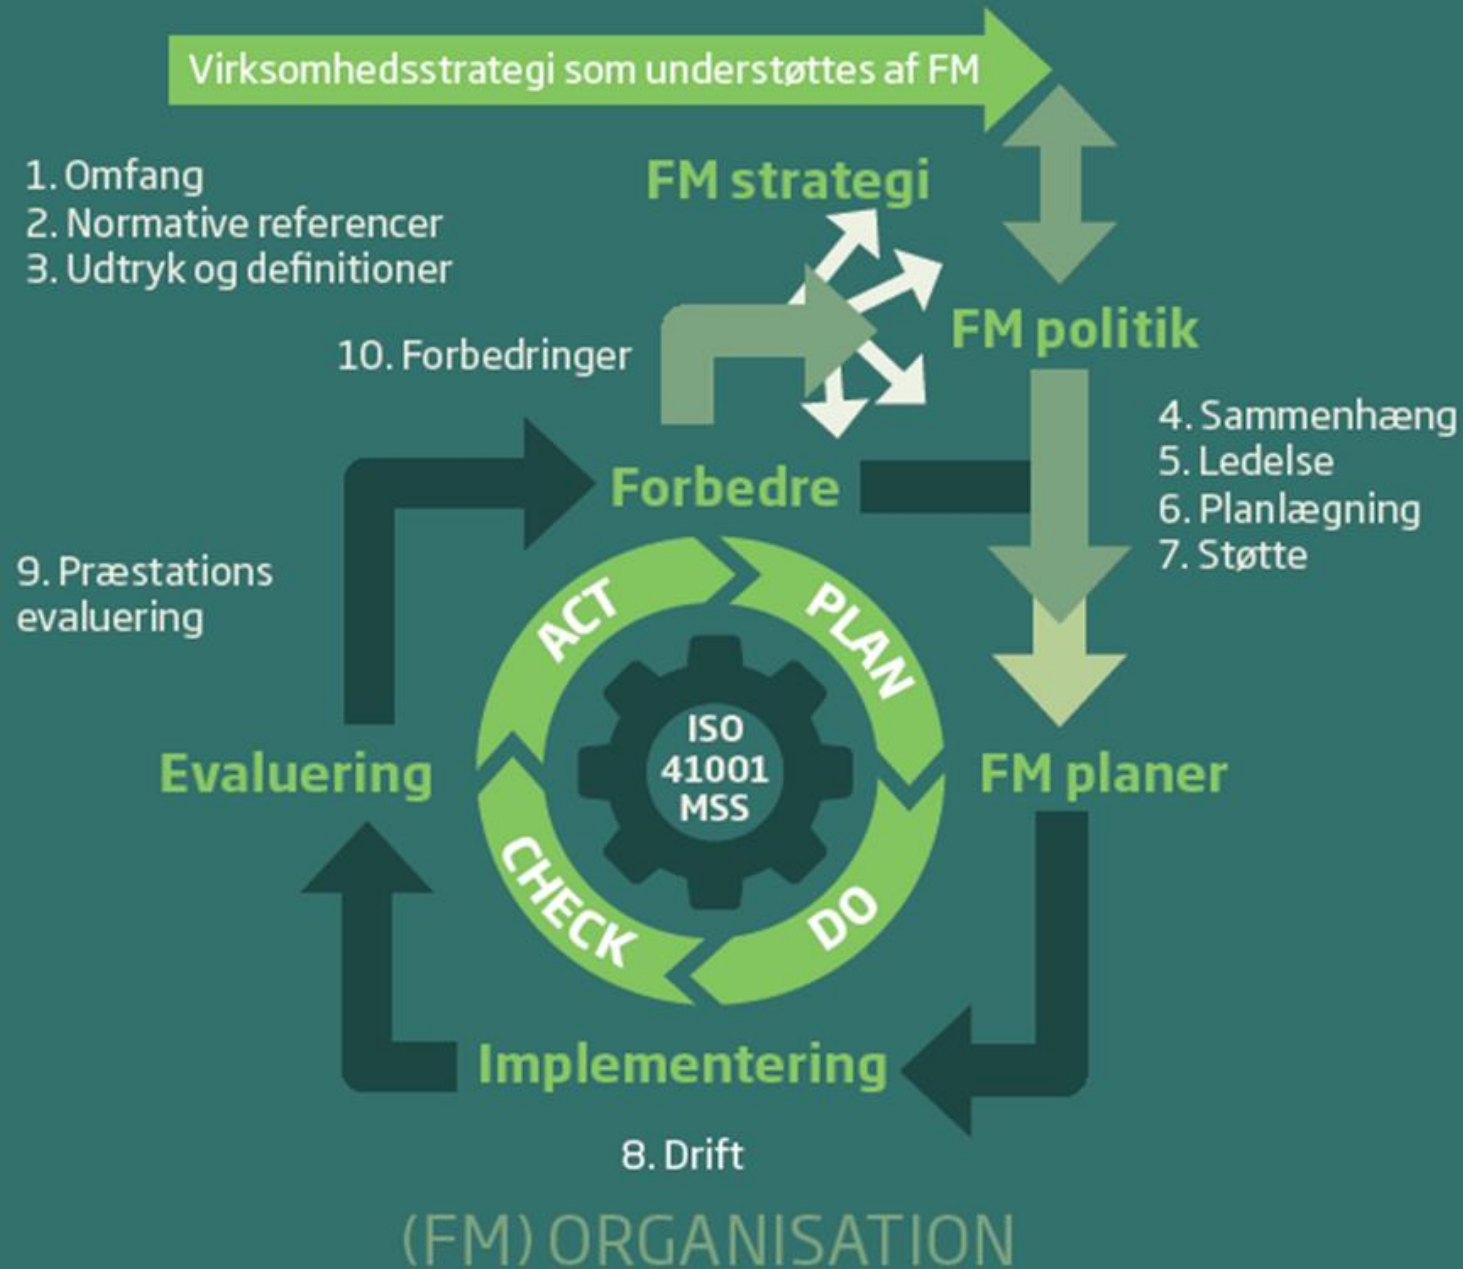 Virksomhedsstrategi som understøttes af FM
1. Omfang
2. Normative referencer
3. Udtryk og definitioner
FM strategi
FM politik
10. Forbedringer
4. Sammenhæng
5. Ledelse
6. Planlægning
7. Støtte
Forbedre
9. Præstations
evaluering
ACT
PLAN
ISO
41001
MSS
Evaluering
FM planer
CHECK
DO
Implementering
8. Drift
(FM) ORGANISATION